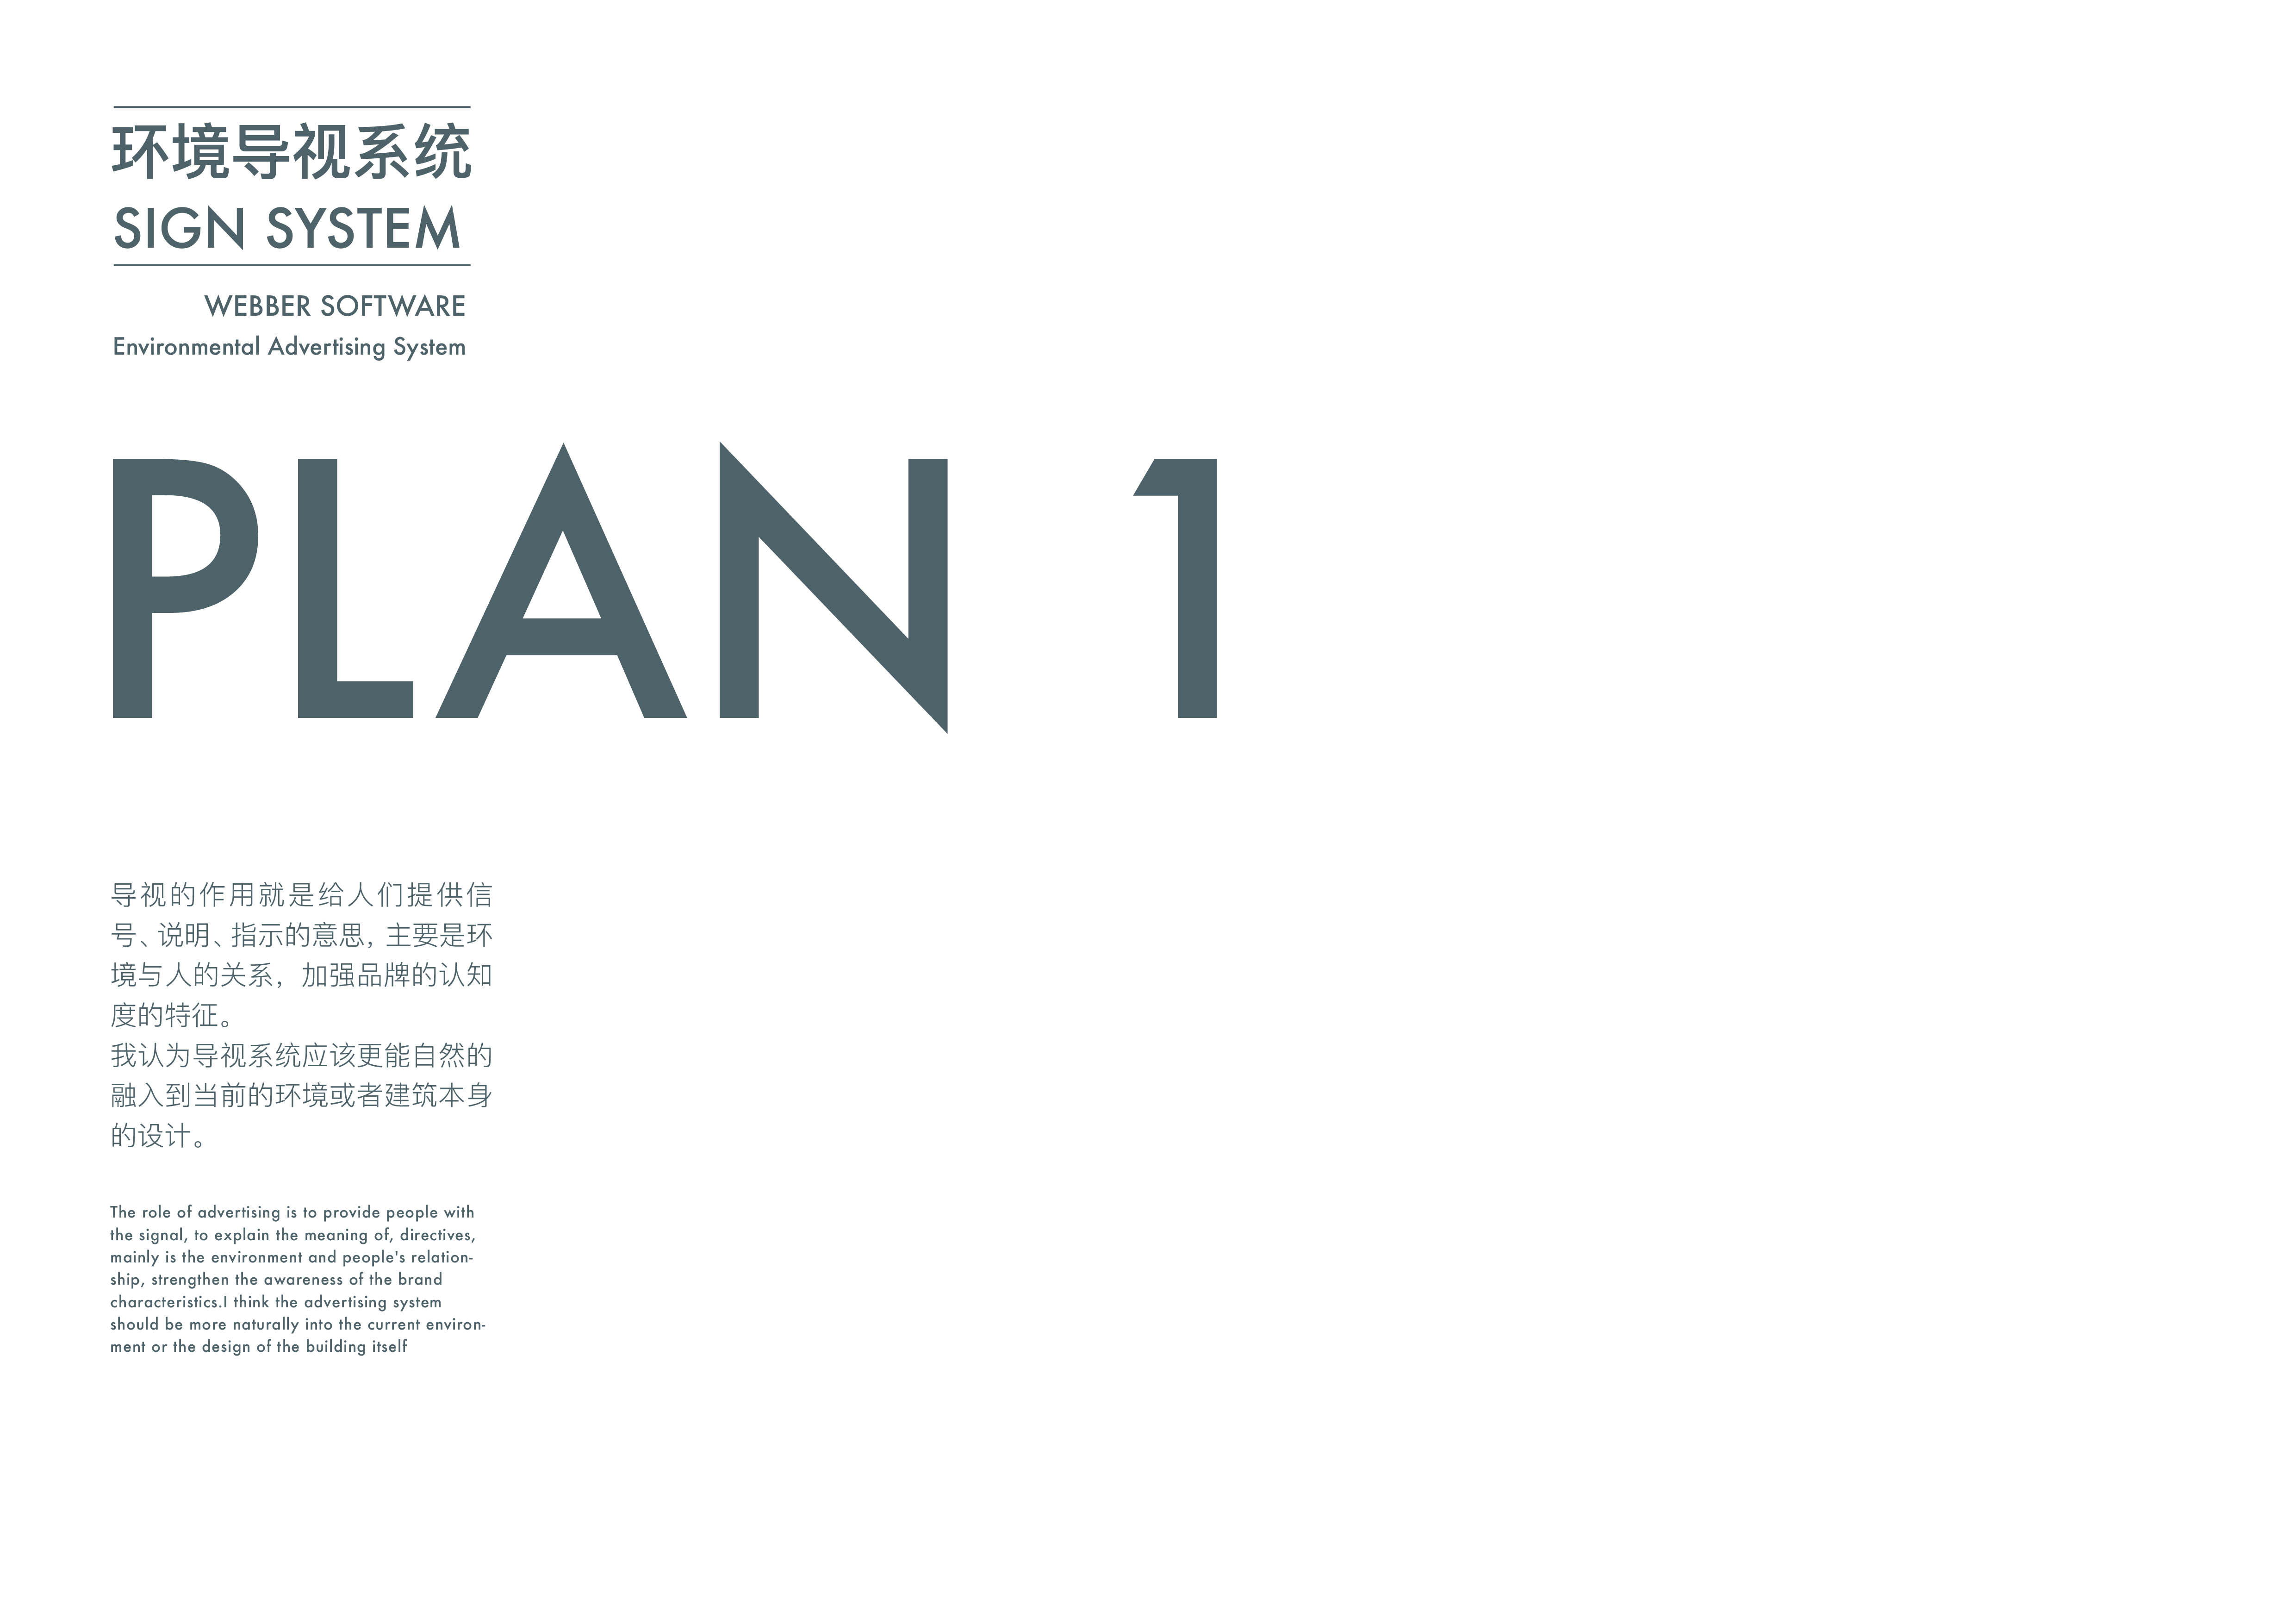 环境导视系统
SIGN SYSTEM
WEBBER SOFTWARE
Environmental Advertising System
PLAN 1
导视的作用就是给人们提供信
号、说明、指示的意思，主要是环
境与人的关系，加强品牌的认知
度的特征。
我认为导视系统应该更能自然的
融入到当前的环境或者建筑本身
的设计。
The role of advertising is to provide people with
the signal, to explain the meaning of, directives,
mainly is the environment and people's relation-
ship, strengthen the awareness of the brand
characteristics.I think the advertising system
should be more naturally into the current environ-
ment or the design of the building itself